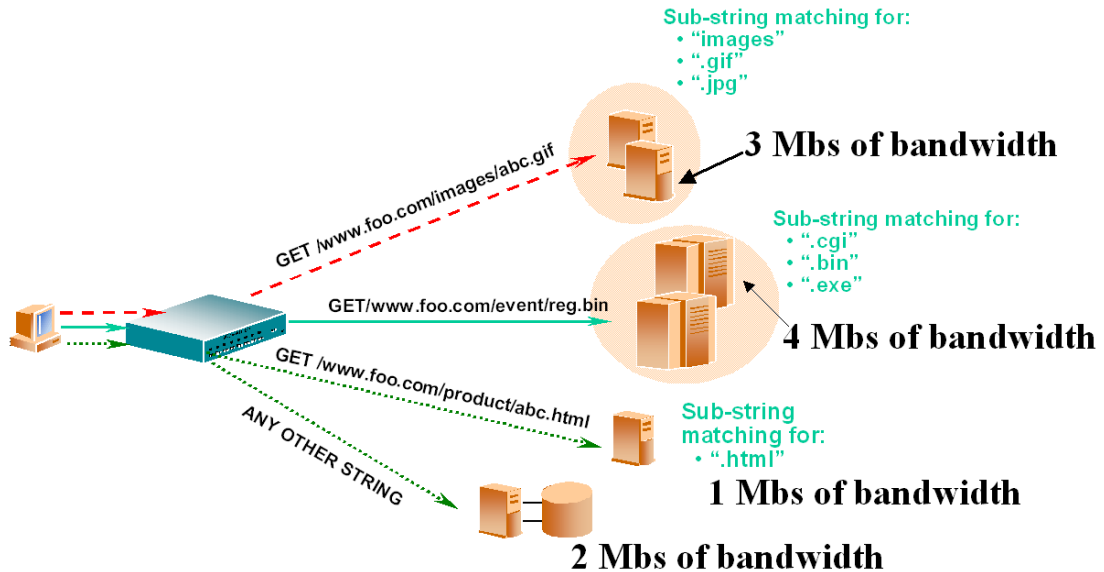 Sub-string matching for:
• “images”
• “.gif”
• “.jpg”
3 Mbs of bandwidth
GET /www.foo.com/images/abc.gif
Sub-string matching for:
• “.cgi”
• “.bin”
• “.exe”
GET/www.foo.com/event/reg.bin
4 Mbs of bandwidth
GET /www.foo.com/product/abc.html
Sub-string
matching for:
• “.html”
ANY OTHER STRING
1 Mbs of bandwidth
2 Mbs of bandwidth